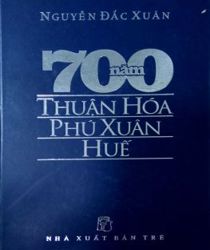 NGUYỄN ĐẮC XUÂN
700 năm
THUẬN HÓA
PHÚ XUÂN
HUẾ
NHÀ XUẤT BẢN TRẺ